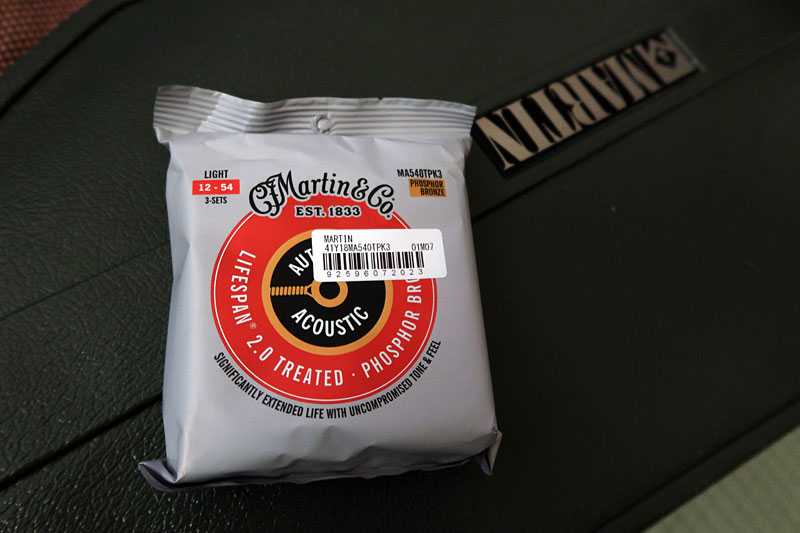 MARTIN
LIGHT
12 - 54
3-SETS
MA540TPK3
PHOSPHOR
BRONZE
CFMartin & Co.
EST. 1833
MARTIN
41Y18MA540TPK3 01M07
92596072023
ACOUSTIC
LIFESPAN® 2.0 TREATED · PHOSPHOR
SIGNIFICANTLY EXTENDED LIFE WITH UNCOMPROMISED TONE & FEEL